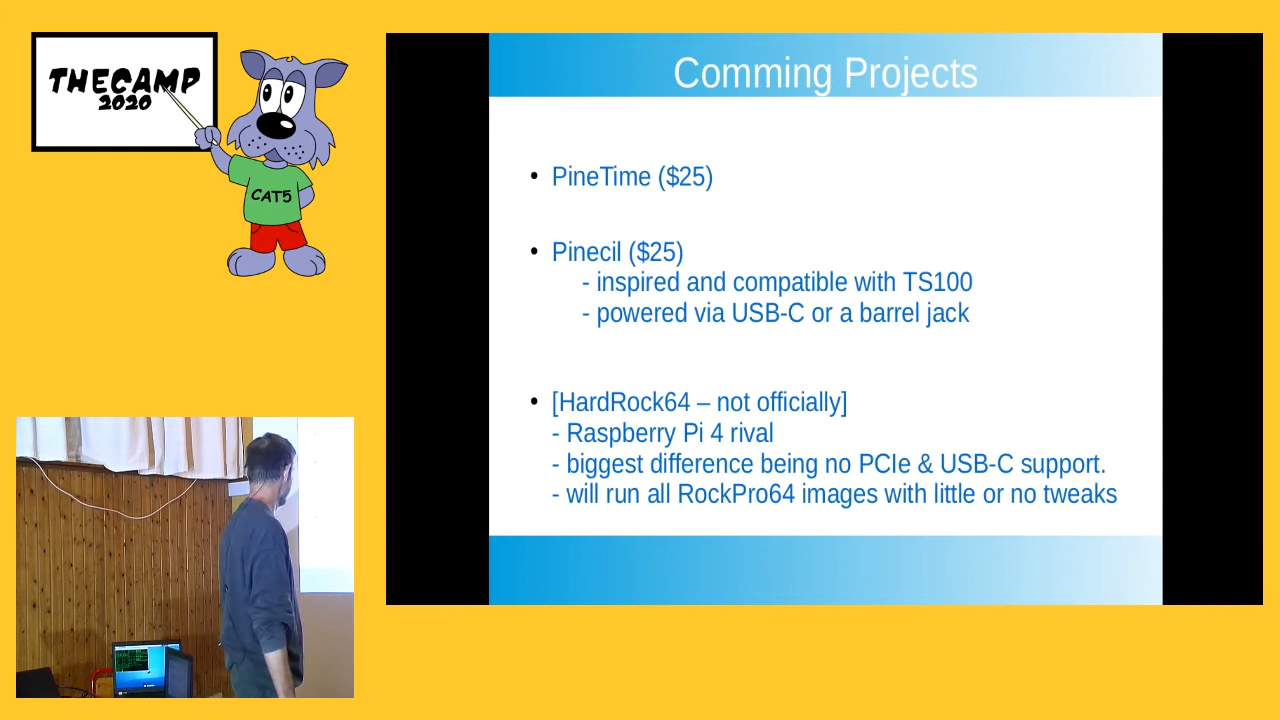 THECAMP
2020
CAT5
Comming Projects
• PineTime ($25)
• Pinecil ($25)
- inspired and compatible with TS100
- powered via USB-C or a barrel jack
• [HardRock64 – not officially]
- Raspberry Pi 4 rival
- biggest difference being no PCIe & USB-C support.
- will run all RockPro64 images with little or no tweaks